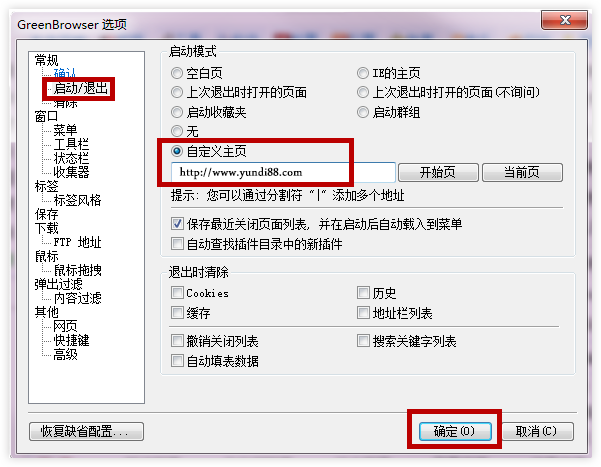 GreenBrowser 选项
常规
确认
启动/退出
清除
窗口
菜单
工具栏
状态栏
收集器
标签
标签风格
保存
下载
FTP 地址
鼠标
鼠标拖拽
弹出过滤
内容过滤
其他
网页
快捷键
高级
启动模式
空白页
IE的主页
上次退出时打开的页面
上次退出时打开的页面(不询问)
启动收藏夹
启动群组
无
自定义主页
http://www.yundi88.com
开始页
当前页
提示: 您可以通过分割符 “|” 添加多个地址
保存最近关闭页面列表, 并在启动后自动载入到菜单
自动查找插件目录中的新插件
退出时清除
Cookies
历史
缓存
地址栏列表
撤销关闭列表
搜索关键字列表
自动填表数据
恢复缺省配置...
确定(O)
取消(C)